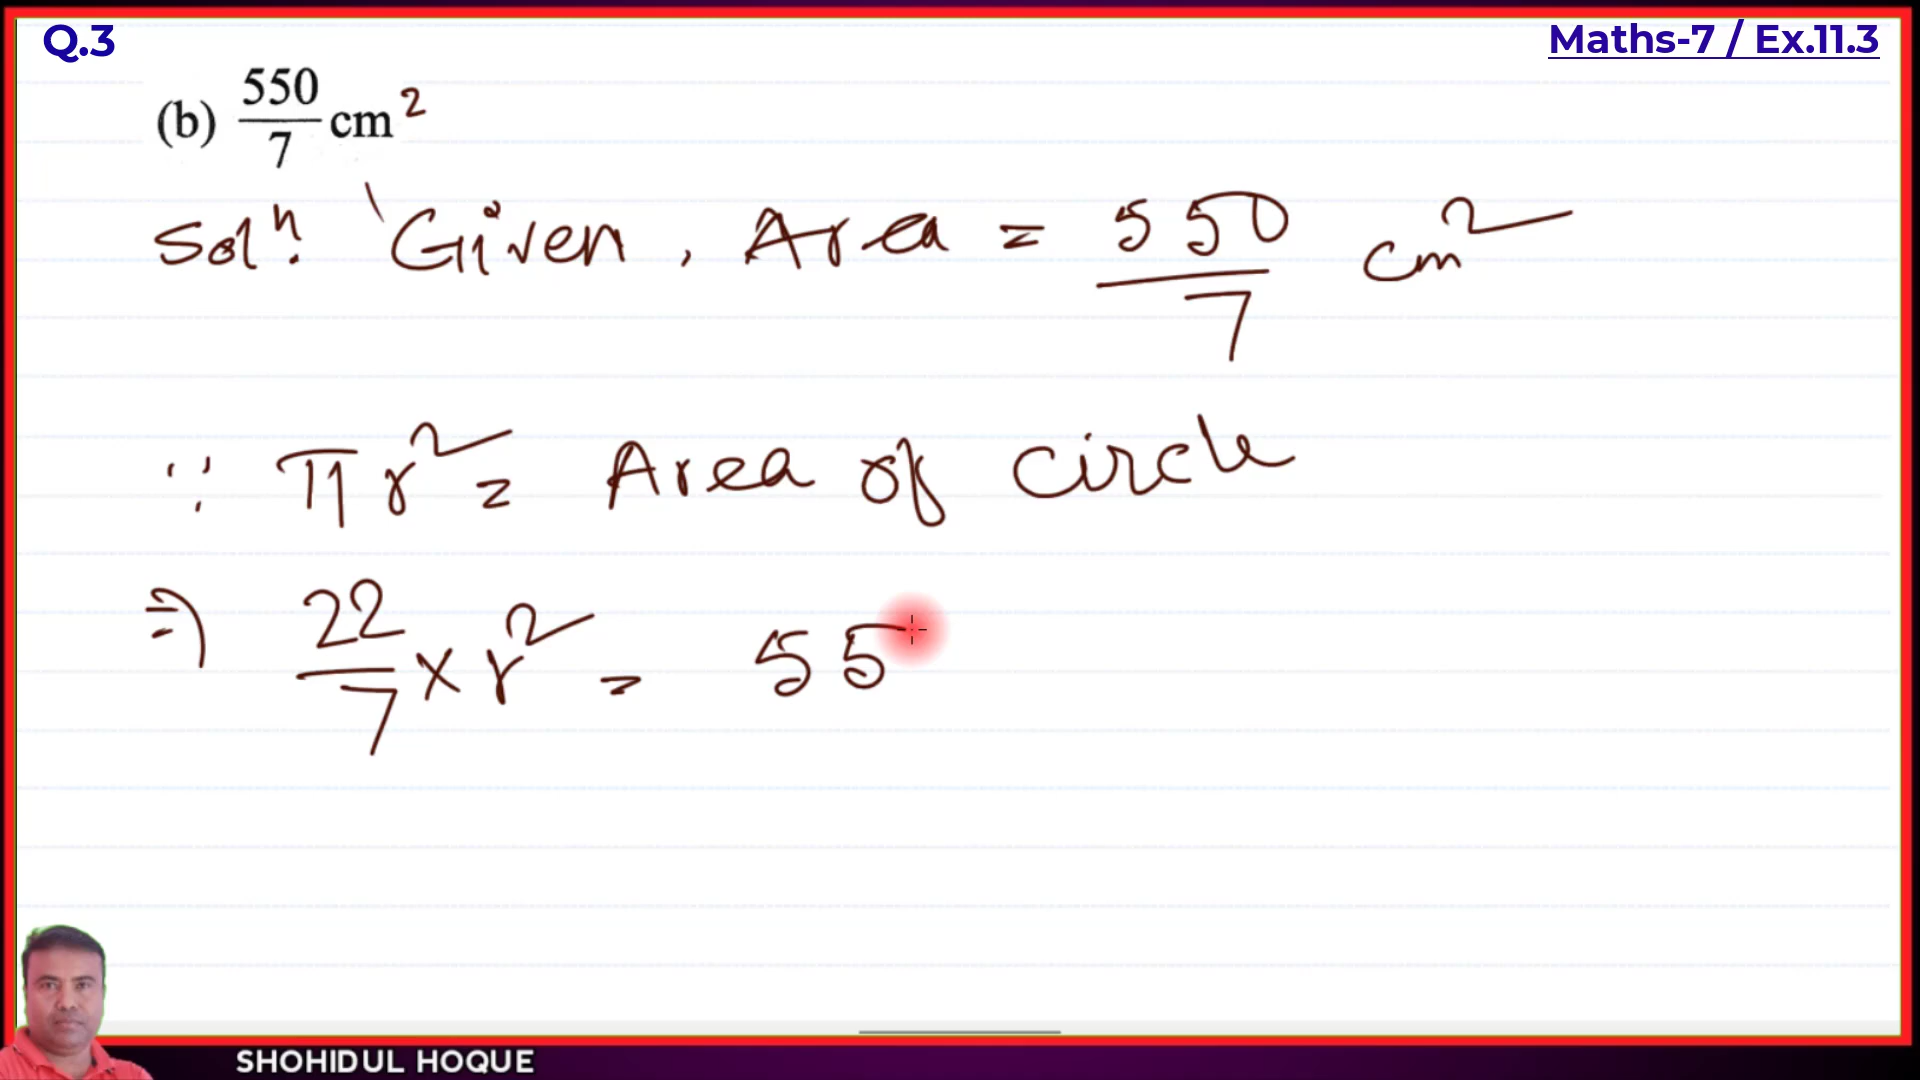 Q.3
Maths-7 / Ex.11.3
(b) 550/7 cm²
Solⁿ: Given, Area = 550/7 cm²
∵ πr² = Area of circle
⇒ 22/7 × r² = 55
SHOHIDUL HOQUE